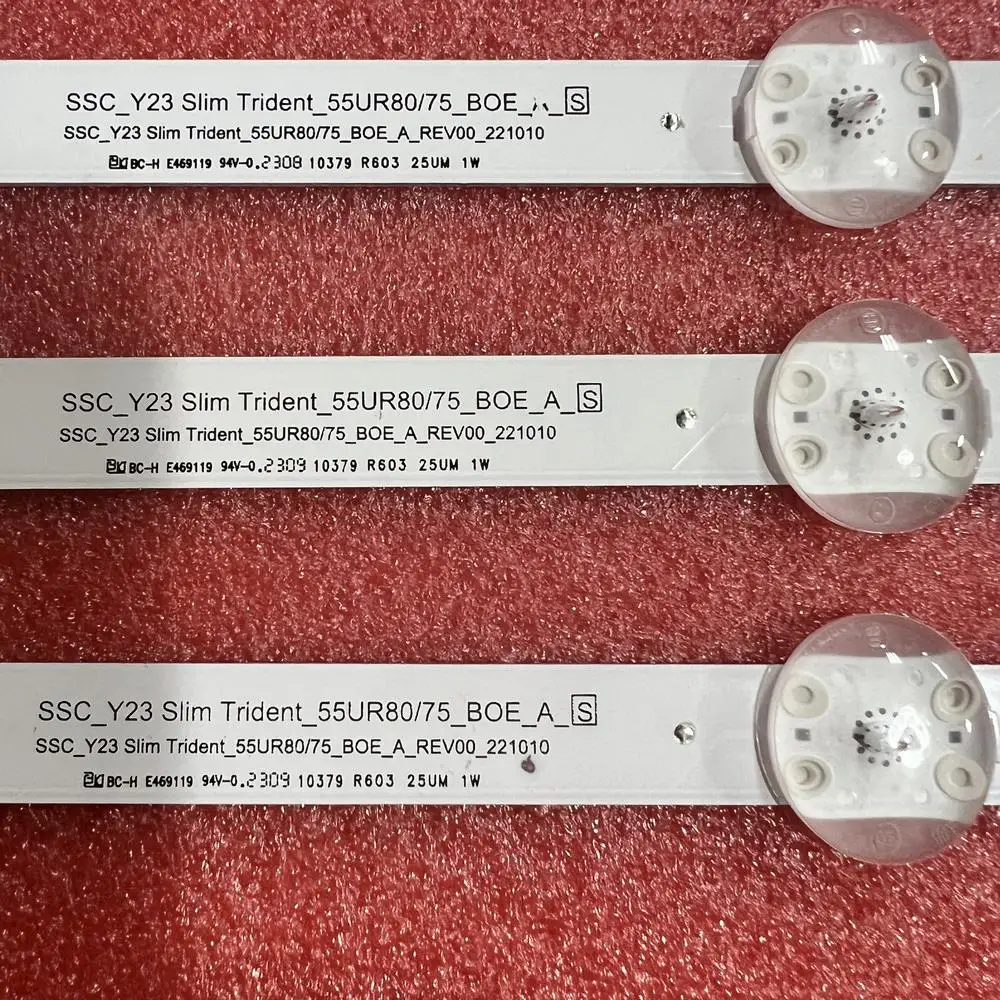 SSC_Y23 Slim Trident_55UR80/75_BOE_A_S
SSC_Y23 Slim Trident_55UR80/75_BOE_A_REV00_221010
BC-H E469119 94V-0.2308 10379 R603 25UM 1W
SSC_Y23 Slim Trident_55UR80/75_BOE_A_S
SSC_Y23 Slim Trident_55UR80/75_BOE_A_REV00_221010
BC-H E469119 94V-0.2309 10379 R603 25UM 1W
SSC_Y23 Slim Trident_55UR80/75_BOE_A_S
SSC_Y23 Slim Trident_55UR80/75_BOE_A_REV00_221010
BC-H E469119 94V-0.2309 10379 R603 25UM 1W